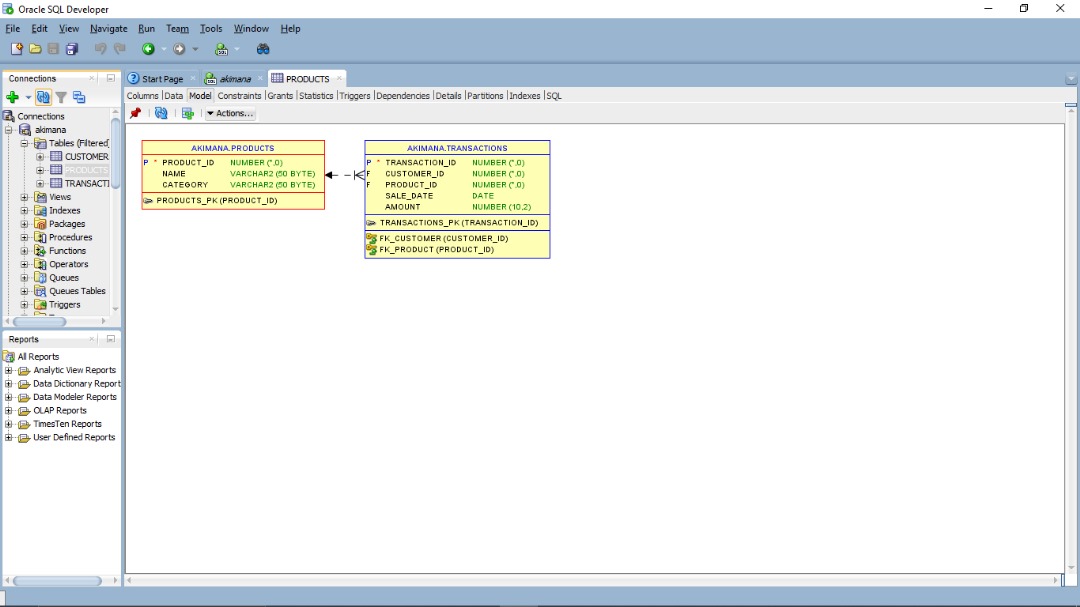 Oracle SQL Developer
File Edit View Navigate Run Team Tools Window Help
Connections
Start Page
akimana
PRODUCTS
Columns Data Model Constraints Grants Statistics Triggers Dependencies Details Partitions Indexes SQL
Actions...
Connections
akimana
Tables (Filtered)
CUSTOMER
PRODUCTS
TRANSACTI
Views
Indexes
Packages
Procedures
Functions
Operators
Queues
Queues Tables
Triggers
Reports
All Reports
Analytic View Reports
Data Dictionary Report
Data Modeler Reports
OLAP Reports
TimesTen Reports
User Defined Reports
AKIMANA.PRODUCTS
P * PRODUCT_ID NUMBER (*,0)
NAME VARCHAR2 (50 BYTE)
CATEGORY VARCHAR2 (50 BYTE)
PRODUCTS_PK (PRODUCT_ID)
AKIMANA.TRANSACTIONS
P * TRANSACTION_ID NUMBER (*,0)
F CUSTOMER_ID NUMBER (*,0)
F PRODUCT_ID NUMBER (*,0)
SALE_DATE DATE
AMOUNT NUMBER (10,2)
TRANSACTIONS_PK (TRANSACTION_ID)
FK_CUSTOMER (CUSTOMER_ID)
FK_PRODUCT (PRODUCT_ID)